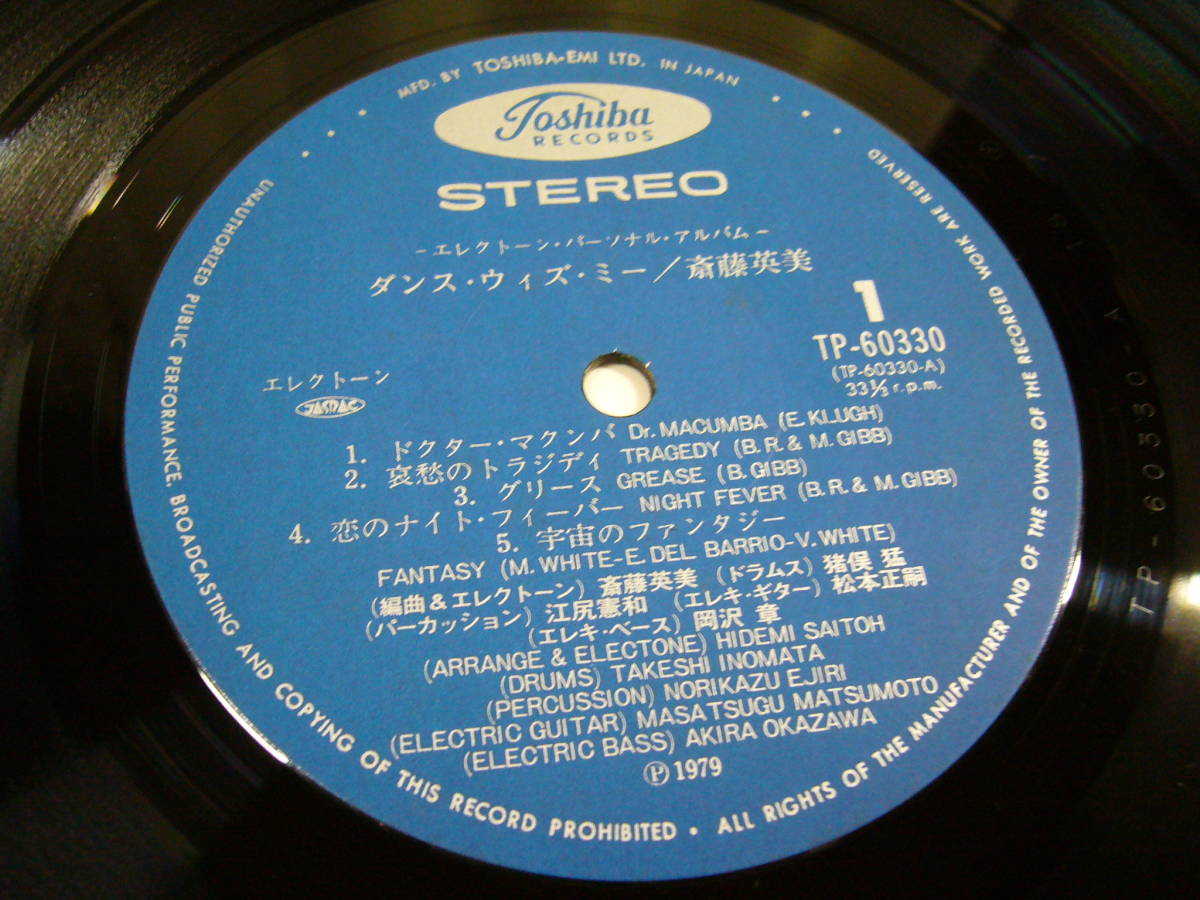 MFD. BY TOSHIBA-EMI LTD. IN JAPAN
Toshiba
RECORDS
STEREO
－エレクトーン・パーソナル・アルバム－
ダンス・ウィズ・ミー／斎藤英美
1
TP-60330
(TP-60330-A)
33⅓ r.p.m.
エレクトーン
JASRAC
1. ドクター・マクンバ Dr. MACUMBA (E. KLUGH)
2. 哀愁のトラジディ TRAGEDY (B. R. & M. GIBB)
3. グリース GREASE (B. GIBB)
4. 恋のナイト・フィーバー NIGHT FEVER (B. R. & M. GIBB)
5. 宇宙のファンタジー
FANTASY (M. WHITE-E. DEL BARRIO-V. WHITE)
(編曲&エレクトーン) 斎藤英美 (ドラムス) 猪俣 猛
(パーカッション) 江尻憲和 (エレキ・ギター) 松本正嗣
(エレキ・ベース) 岡沢 章
(ARRANGE & ELECTONE) HIDEMI SAITOH
(DRUMS) TAKESHI INOMATA
(PERCUSSION) NORIKAZU EJIRI
(ELECTRIC GUITAR) MASATSUGU MATSUMOTO
(ELECTRIC BASS) AKIRA OKAZAWA
Ⓟ 1979
UNAUTHORIZED PUBLIC PERFORMANCE, BROADCASTING AND COPYING OF THIS RECORD PROHIBITED • ALL RIGHTS OF THE MANUFACTURER AND OF THE OWNER OF THE RECORDED WORK ARE RESERVED
TP-60330-A